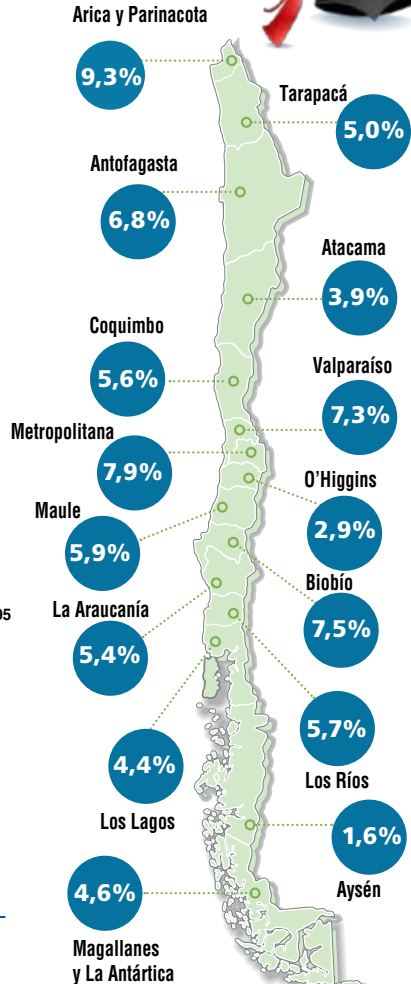 Arica y Parinacota
9,3%
Tarapacá
5,0%
Antofagasta
6,8%
Atacama
3,9%
Coquimbo
5,6%
Valparaíso
7,3%
Metropolitana
7,9%
O’Higgins
2,9%
Maule
5,9%
Biobío
7,5%
La Araucanía
5,4%
95
5,7%
Los Ríos
4,4%
Los Lagos
1,6%
Aysén
4,6%
Magallanes
y La Antártica